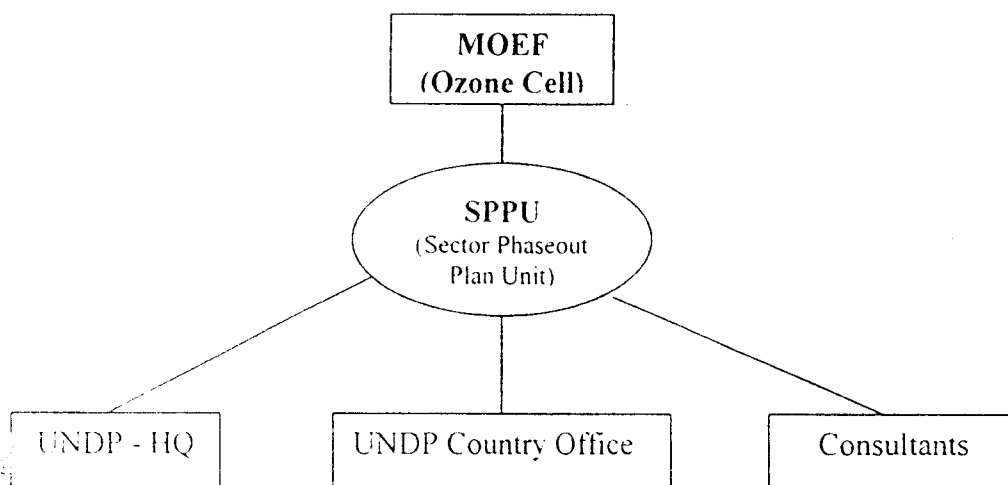 MOEF
(Ozone Cell)
SPPU
(Sector Phaseout
Plan Unit)
UNDP - HQ
UNDP Country Office
Consultants